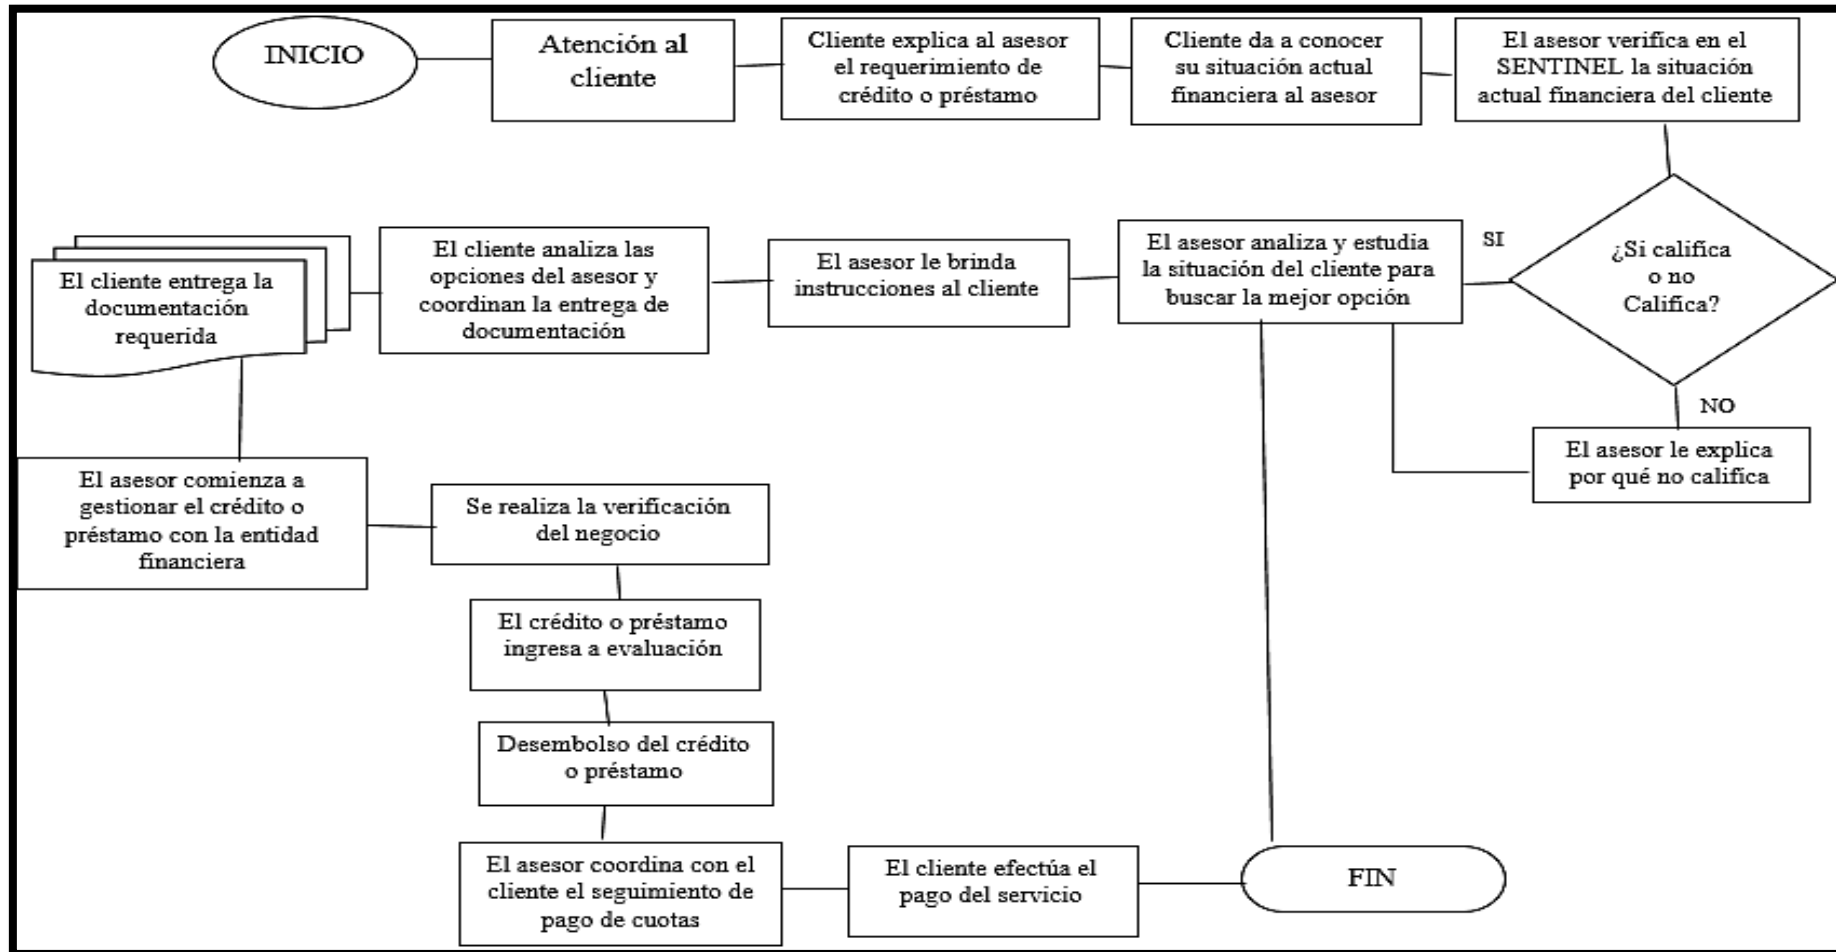 INICIO
Atención al
cliente
Cliente explica al asesor
el requerimiento de
crédito o préstamo
Cliente da a conocer
su situación actual
financiera al asesor
El asesor verifica en el
SENTINEL la situación
actual financiera del cliente
¿Si califica
o no
Califica?
SI
NO
El asesor le explica
por qué no califica
El asesor analiza y estudia
la situación del cliente para
buscar la mejor opción
El asesor le brinda
instrucciones al cliente
El cliente analiza las
opciones del asesor y
coordinan la entrega de
documentación
El cliente entrega la
documentación
requerida
El asesor comienza a
gestionar el crédito o
préstamo con la entidad
financiera
Se realiza la verificación
del negocio
El crédito o préstamo
ingresa a evaluación
Desembolso del crédito
o préstamo
El asesor coordina con el
cliente el seguimiento de
pago de cuotas
El cliente efectúa el
pago del servicio
FIN